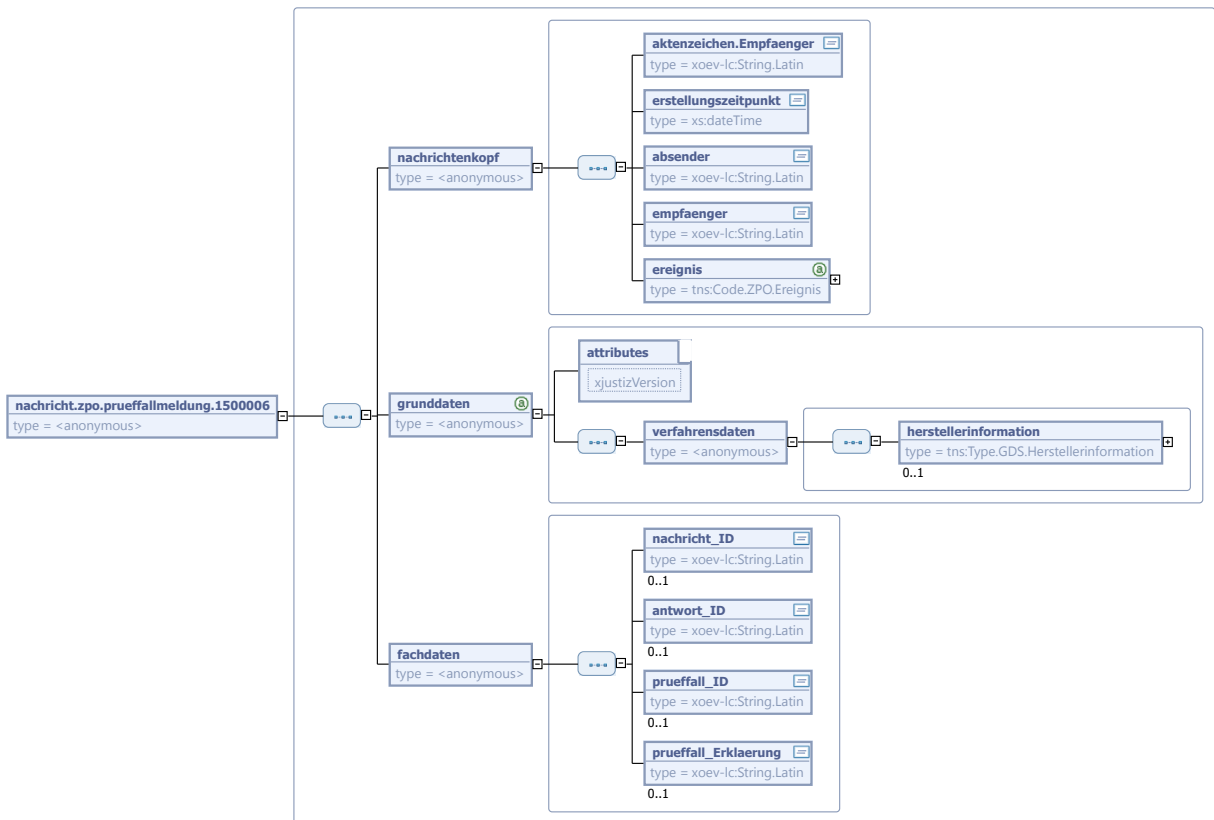 aktenzeichen.Empfaenger
type = xoev-lc:String.Latin
erstellungszeitpunkt
type = xs:dateTime
absender
type = xoev-lc:String.Latin
empfaenger
type = xoev-lc:String.Latin
ereignis
type = tns:Code.ZPO.Ereignis
nachrichtenkopf
type = <anonymous>
attributes
xjustizVersion
nachricht.zpo.prueffallmeldung.1500006
type = <anonymous>
grunddaten
type = <anonymous>
verfahrensdaten
type = <anonymous>
herstellerinformation
type = tns:Type.GDS.Herstellerinformation
0..1
nachricht_ID
type = xoev-lc:String.Latin
0..1
antwort_ID
type = xoev-lc:String.Latin
0..1
fachdaten
type = <anonymous>
prueffall_ID
type = xoev-lc:String.Latin
0..1
prueffall_Erklaerung
type = xoev-lc:String.Latin
0..1